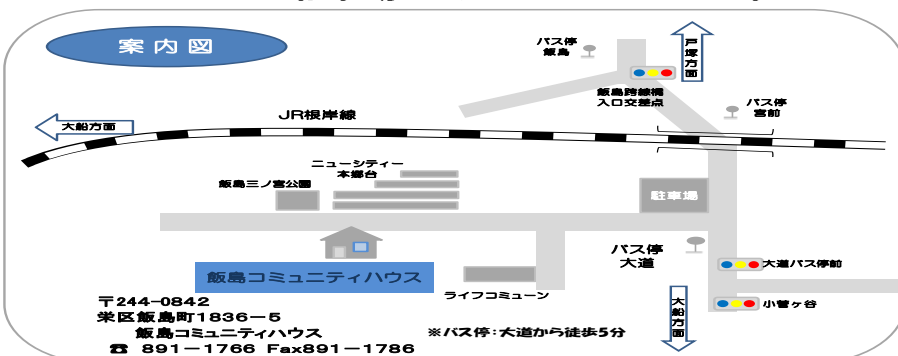 案内図
バス停
飯島
戸塚方面
飯島跨線橋
入口交差点
バス停
宮前
JR根岸線
大船方面
ニューシティー
本郷台
飯島三ノ宮公園
駐車場
バス停
大道
大道バス停前
飯島コミュニティハウス
ライフコミューン
大船方面
小菅ヶ谷
〒244-0842
栄区飯島町1836－5
飯島コミュニティハウス
※バス停：大道から徒歩5分
☎ 891－1766 Fax891－1786